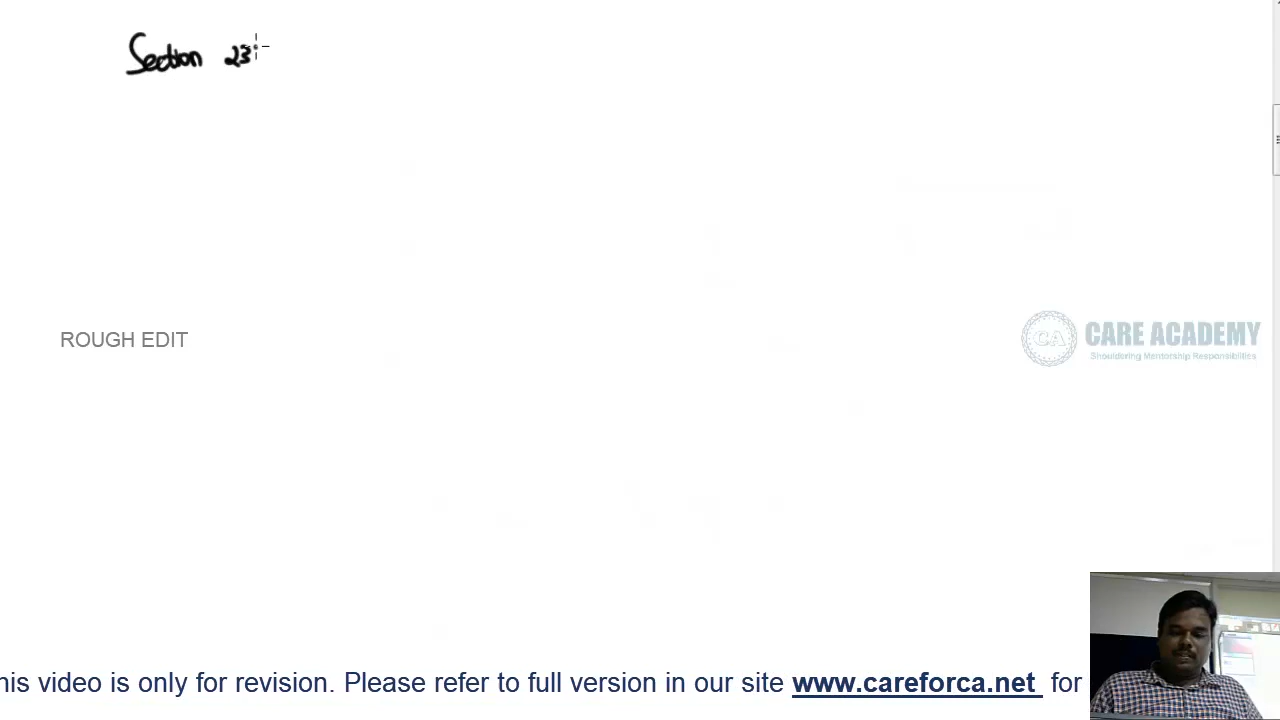 Section 23
ROUGH EDIT
CA CARE ACADEMY
Shouldering Mentorship Responsibilities
his video is only for revision. Please refer to full version in our site www.careforca.net for